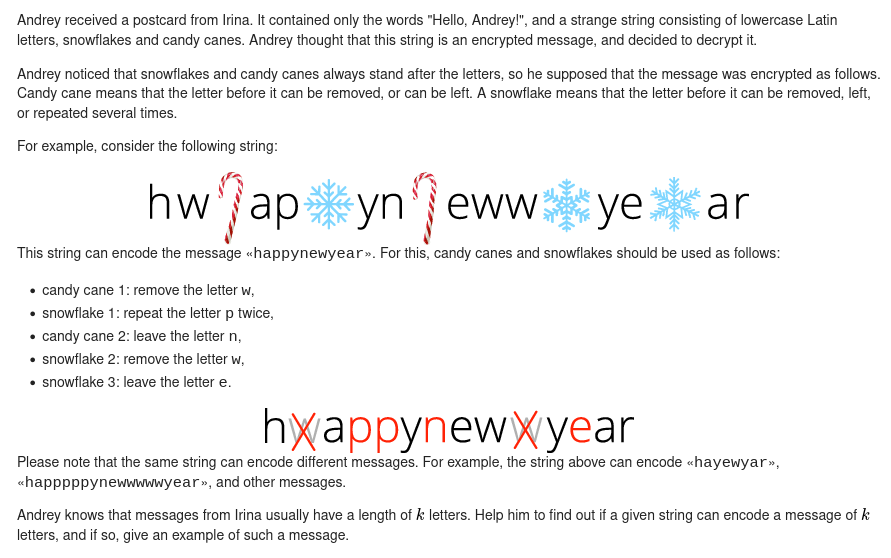 Andrey received a postcard from Irina. It contained only the words "Hello, Andrey!", and a strange string consisting of lowercase Latin
letters, snowflakes and candy canes. Andrey thought that this string is an encrypted message, and decided to decrypt it.
Andrey noticed that snowflakes and candy canes always stand after the letters, so he supposed that the message was encrypted as follows.
Candy cane means that the letter before it can be removed, or can be left. A snowflake means that the letter before it can be removed, left,
or repeated several times.
For example, consider the following string:
hw ap yn eww ye ar
This string can encode the message «happynewyear». For this, candy canes and snowflakes should be used as follows:
• candy cane 1: remove the letter w,
• snowflake 1: repeat the letter p twice,
• candy cane 2: leave the letter n,
• snowflake 2: remove the letter w,
• snowflake 3: leave the letter e.
hwappynewwyear
Please note that the same string can encode different messages. For example, the string above can encode «hayewyar»,
«happpppynewwwwwyear», and other messages.
Andrey knows that messages from Irina usually have a length of k letters. Help him to find out if a given string can encode a message of k
letters, and if so, give an example of such a message.